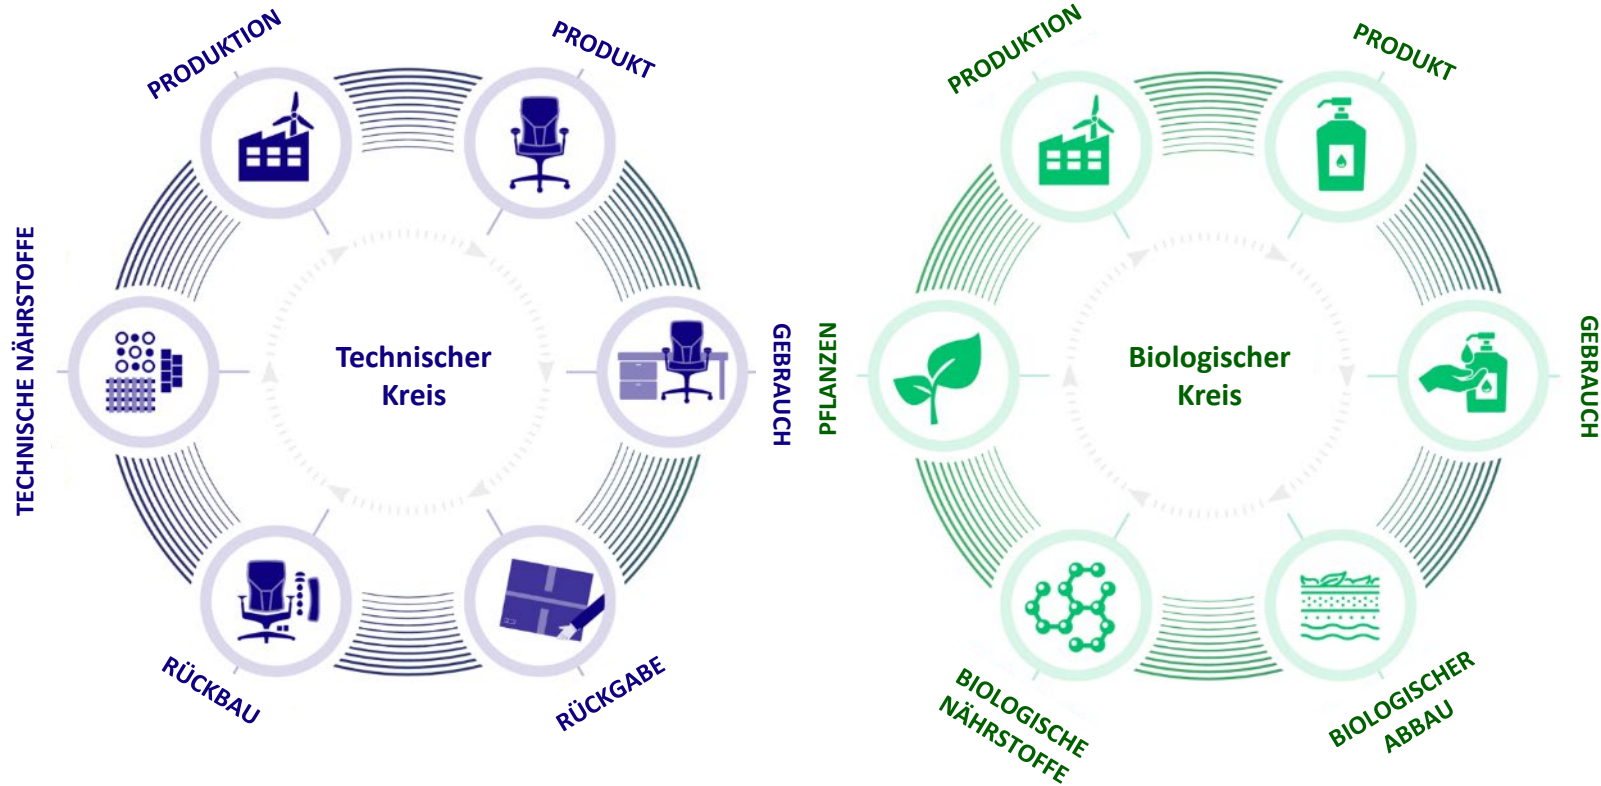 PRODUKTION
PRODUKT
TECHNISCHE NÄHRSTOFFE
Technischer
Kreis
GEBRAUCH
RÜCKBAU
RÜCKGABE
PRODUKTION
PRODUKT
PFLANZEN
Biologischer
Kreis
GEBRAUCH
BIOLOGISCHE
NÄHRSTOFFE
BIOLOGISCHER
ABBAU